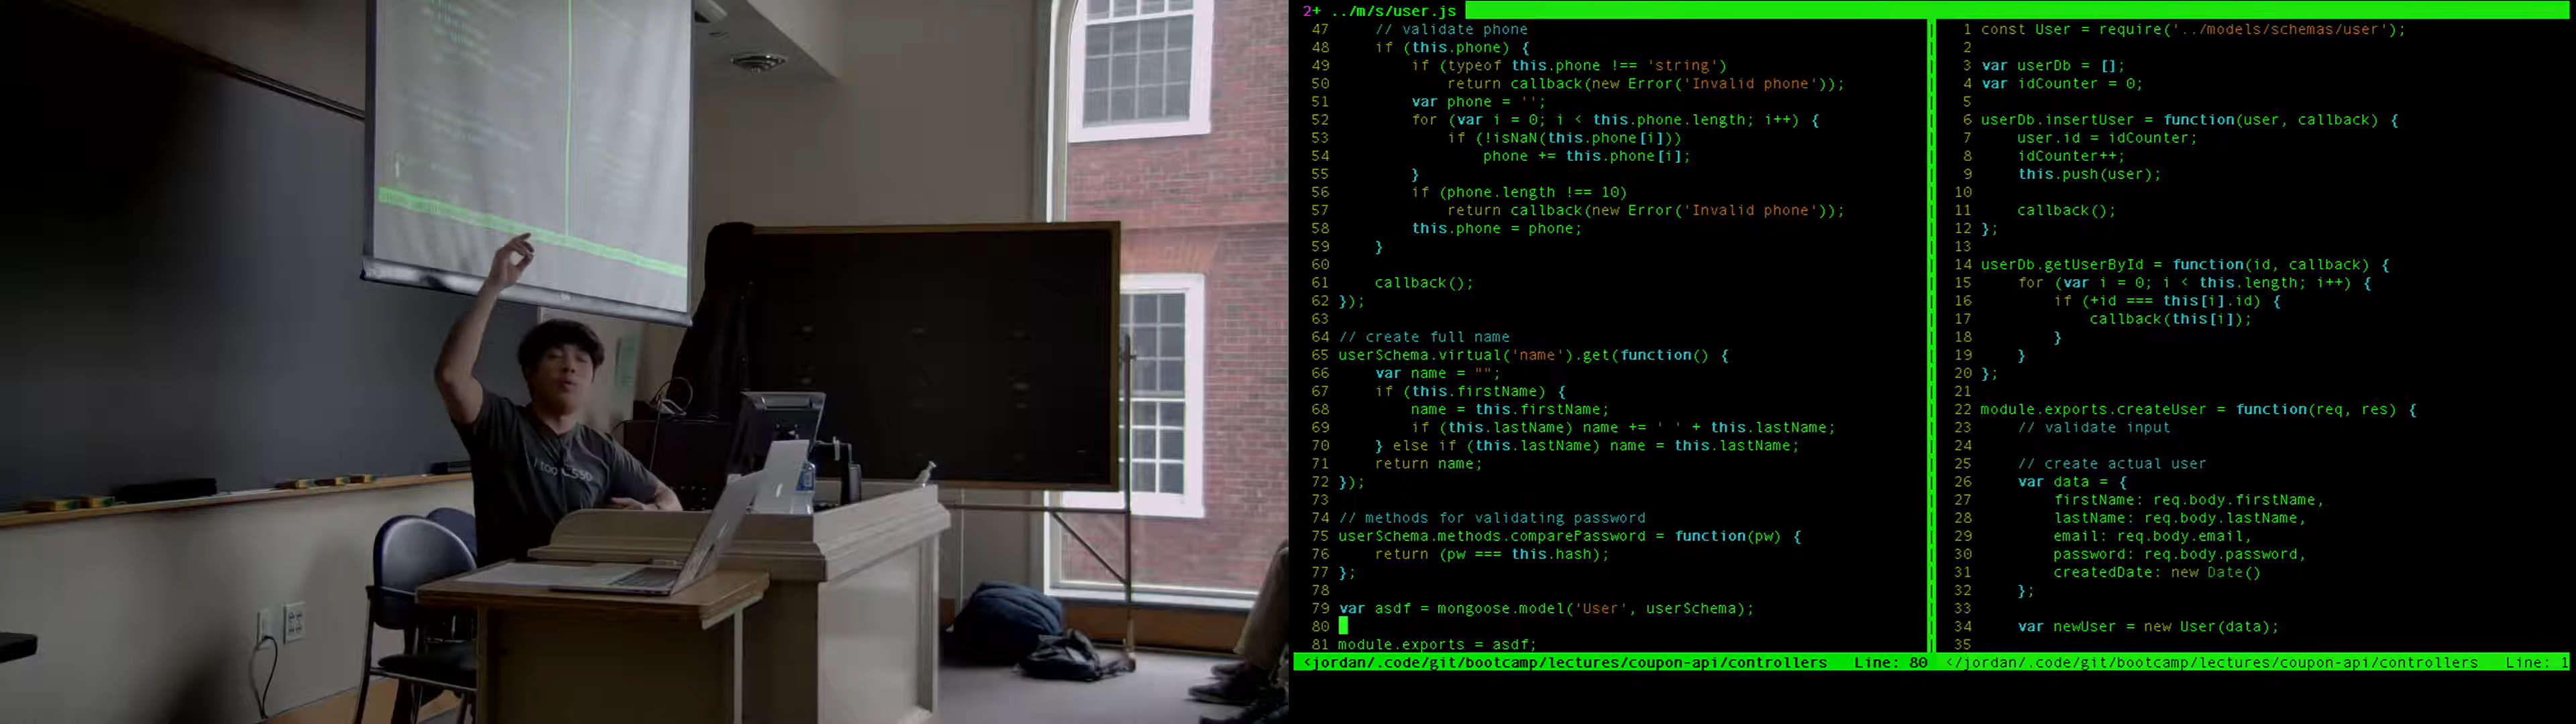 I too C
2+ ../m/s/user.js
47 // validate phone
48 if (this.phone) {
49 if (typeof this.phone !== 'string')
50 return callback(new Error('Invalid phone'));
51 var phone = '';
52 for (var i = 0; i < this.phone.length; i++) {
53 if (!isNaN(this.phone[i]))
54 phone += this.phone[i];
55 }
56 if (phone.length !== 10)
57 return callback(new Error('Invalid phone'));
58 this.phone = phone;
59 }
60
61 callback();
62 });
63
64 // create full name
65 userSchema.virtual('name').get(function() {
66 var name = "";
67 if (this.firstName) {
68 name = this.firstName;
69 if (this.lastName) name += ' ' + this.lastName;
70 } else if (this.lastName) name = this.lastName;
71 return name;
72 });
73
74 // methods for validating password
75 userSchema.methods.comparePassword = function(pw) {
76 return (pw === this.hash);
77 };
78
79 var asdf = mongoose.model('User', userSchema);
80
81 module.exports = asdf;
<jordan/.code/git/bootcamp/lectures/coupon-api/controllers Line: 80
1 const User = require('../models/schemas/user');
2
3 var userDb = [];
4 var idCounter = 0;
5
6 userDb.insertUser = function(user, callback) {
7 user.id = idCounter;
8 idCounter++;
9 this.push(user);
10
11 callback();
12 };
13
14 userDb.getUserById = function(id, callback) {
15 for (var i = 0; i < this.length; i++) {
16 if (+id === this[i].id) {
17 callback(this[i]);
18 }
19 }
20 };
21
22 module.exports.createUser = function(req, res) {
23 // validate input
24
25 // create actual user
26 var data = {
27 firstName: req.body.firstName,
28 lastName: req.body.lastName,
29 email: req.body.email,
30 password: req.body.password,
31 createdDate: new Date()
32 };
33
34 var newUser = new User(data);
35
</jordan/.code/git/bootcamp/lectures/coupon-api/controllers Line: 1